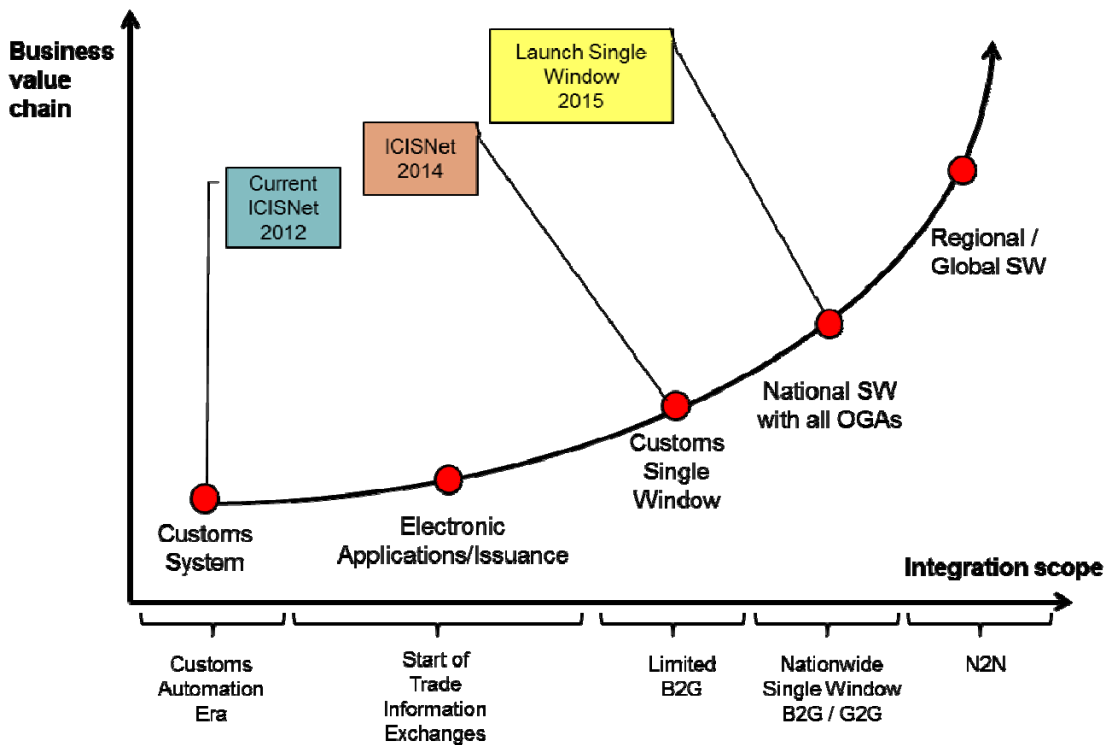 Business
value
chain
Launch Single
Window
2015
ICISNet
2014
Current
ICISNet
2012
Regional /
Global SW
National SW
with all OGAs
Customs
Single
Window
Electronic
Applications/Issuance
Customs
System
Integration scope
Customs
Automation
Era
Start of
Trade
Information
Exchanges
Limited
B2G
Nationwide
Single Window
B2G / G2G
N2N